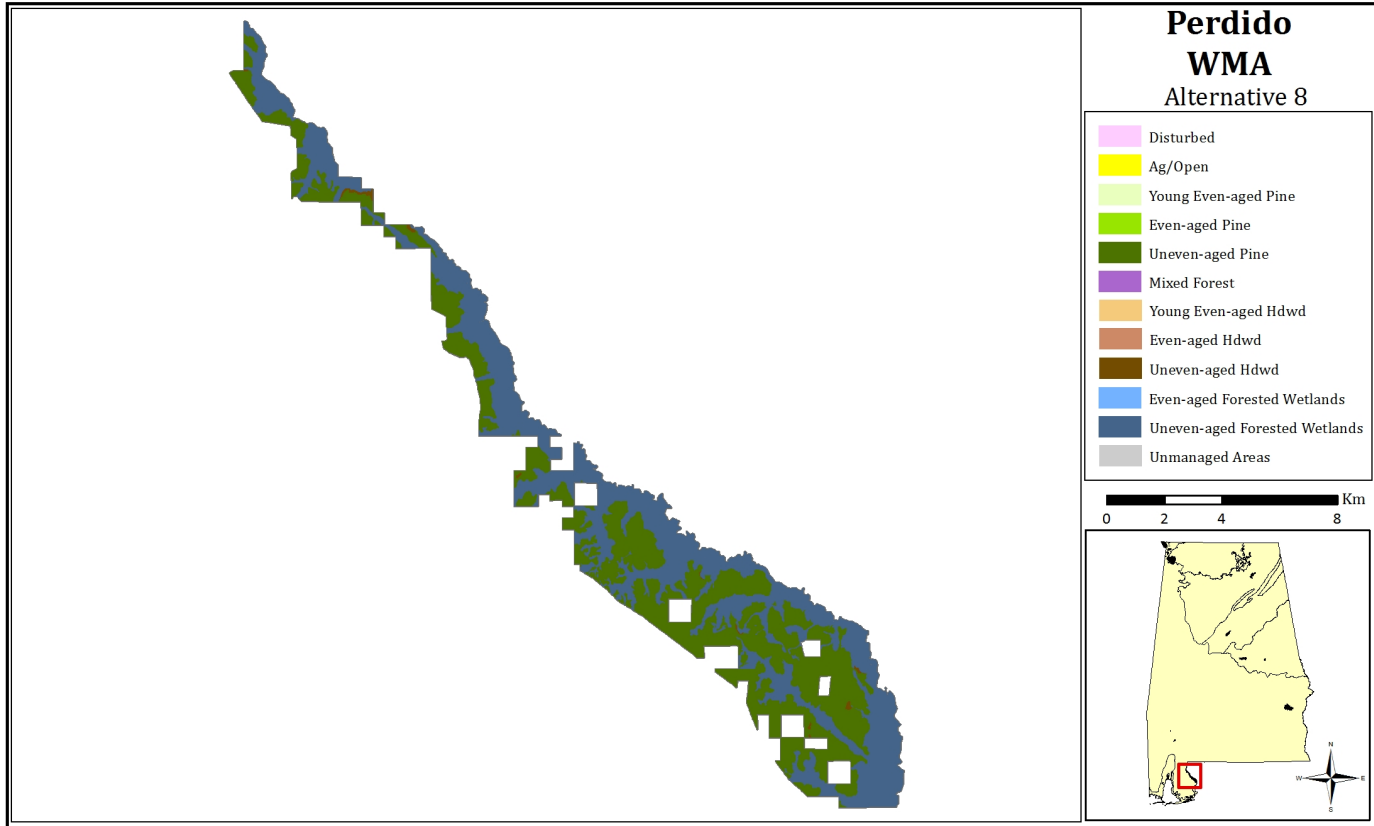 Perdido
WMA
Alternative 8
Disturbed
Ag/Open
Young Even-aged Pine
Even-aged Pine
Uneven-aged Pine
Mixed Forest
Young Even-aged Hdwd
Even-aged Hdwd
Uneven-aged Hdwd
Even-aged Forested Wetlands
Uneven-aged Forested Wetlands
Unmanaged Areas
Km
0 2 4 8
N
W E
S